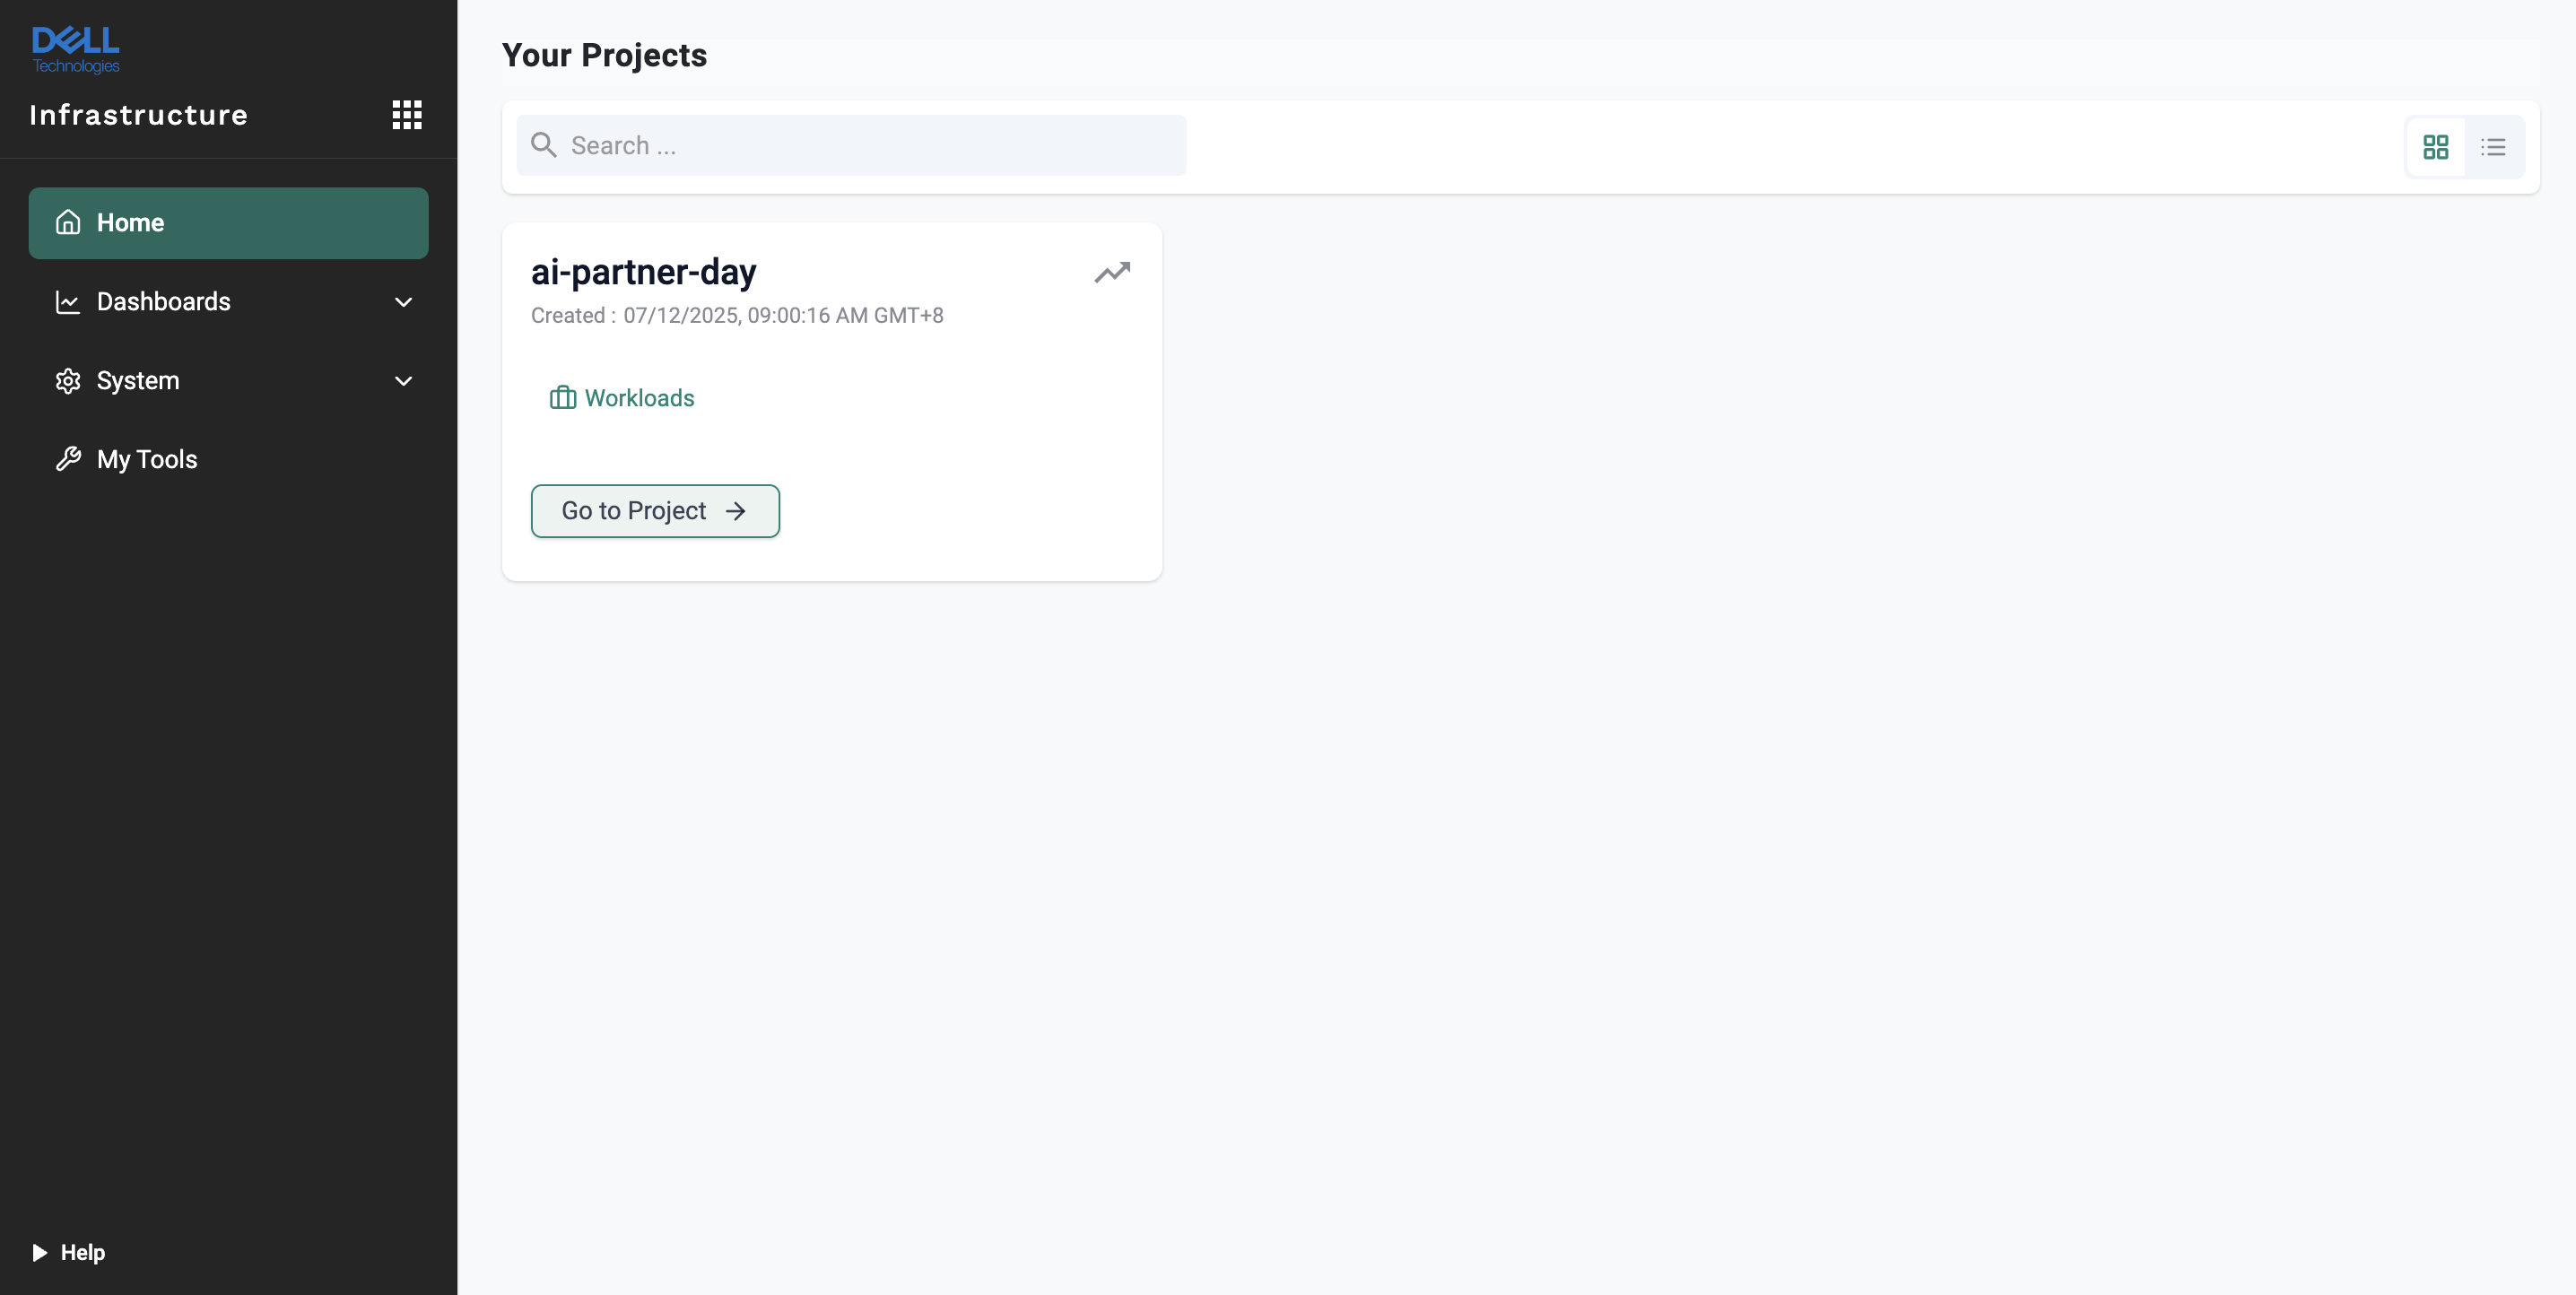 DELL
Technologies
Infrastructure
Home
Dashboards
System
My Tools
Help
Your Projects
Search ...
ai-partner-day
Created : 07/12/2025, 09:00:16 AM GMT+8
Workloads
Go to Project